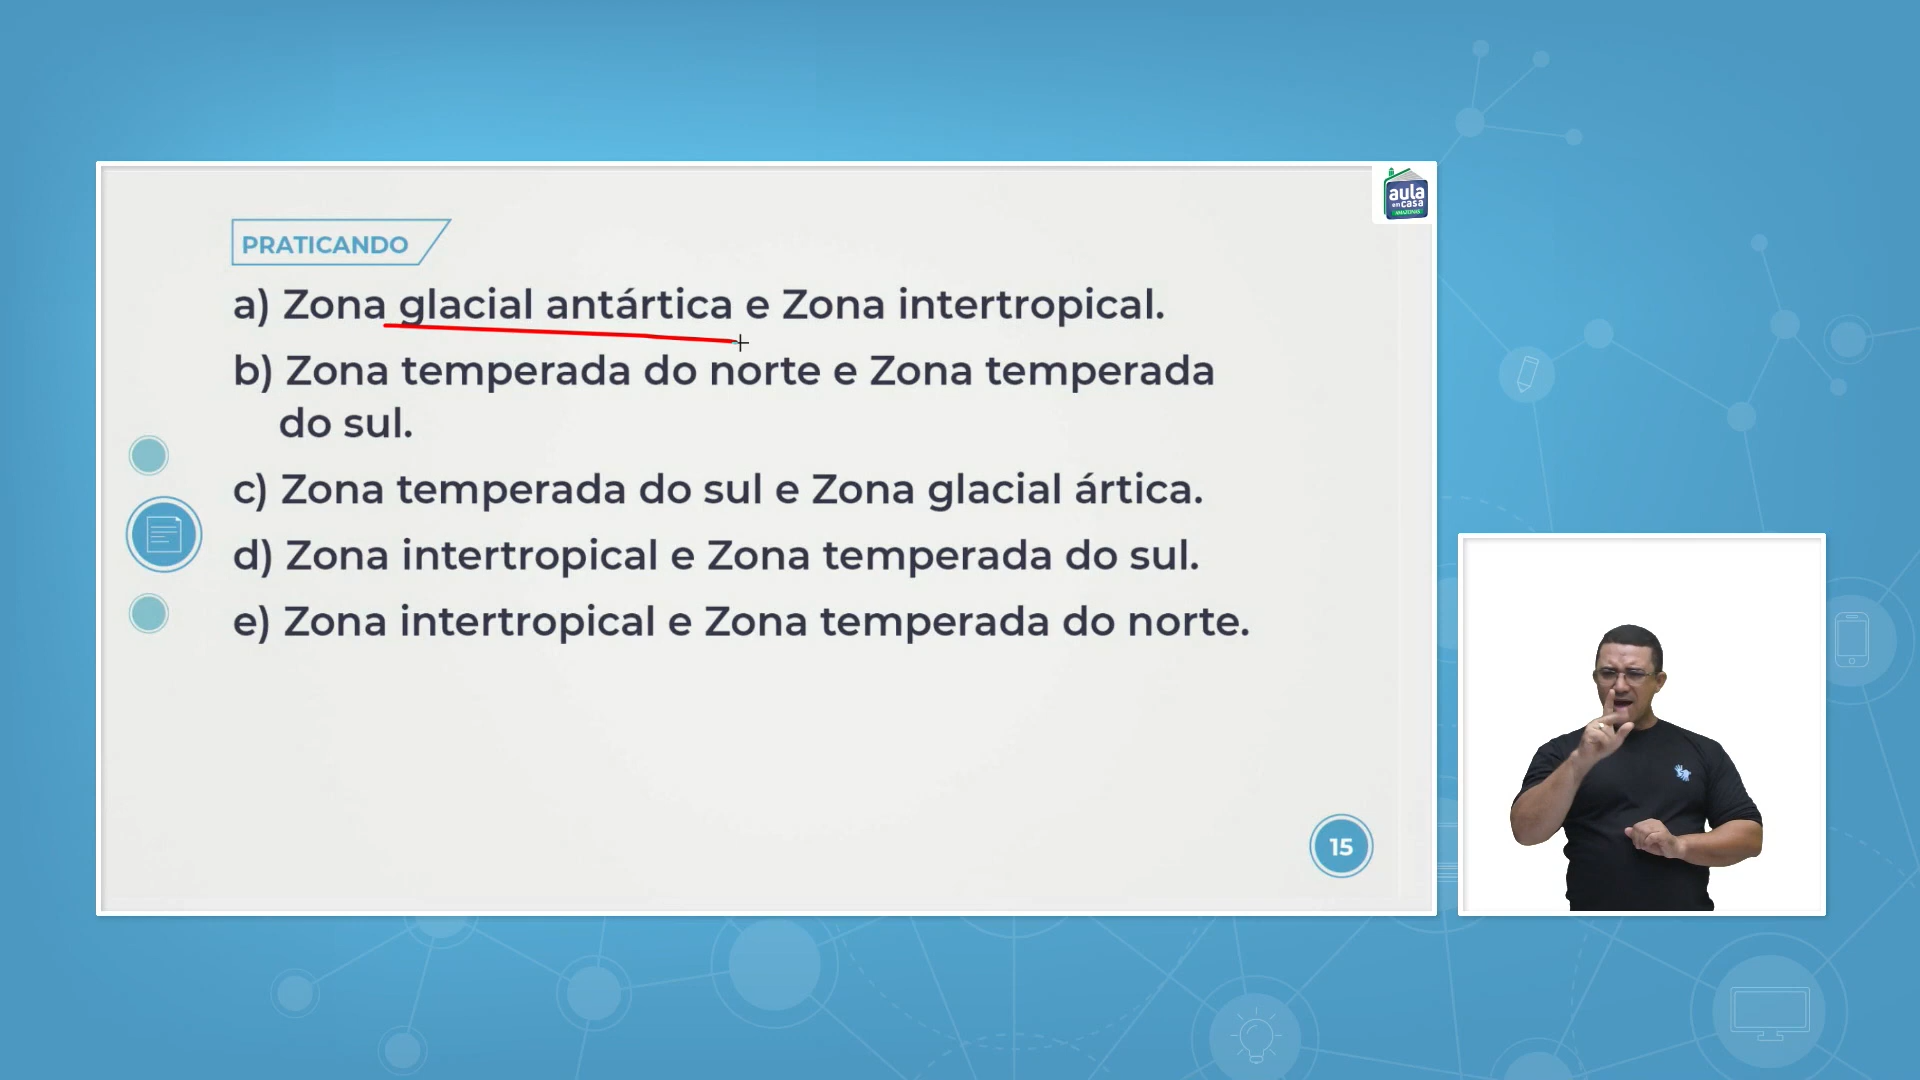 aula
em casa
AMAZONAS
PRATICANDO
a) Zona glacial antártica e Zona intertropical.
b) Zona temperada do norte e Zona temperada
do sul.
c) Zona temperada do sul e Zona glacial ártica.
d) Zona intertropical e Zona temperada do sul.
e) Zona intertropical e Zona temperada do norte.
15